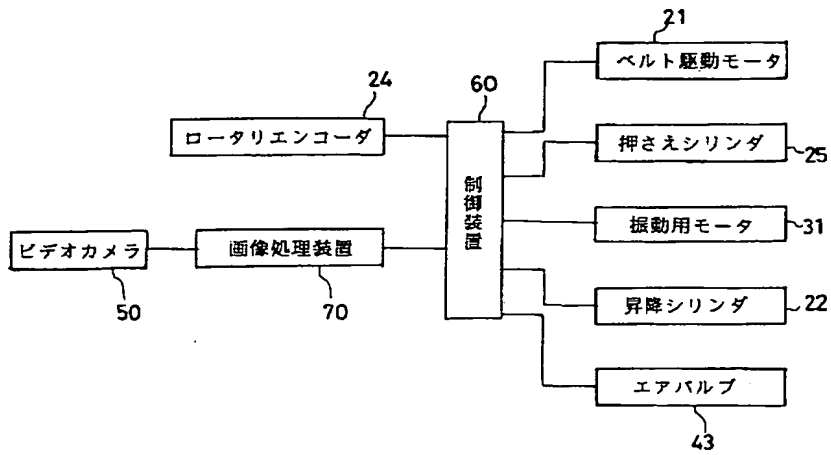 21
ベルト駆動モータ
24
60
ロータリエンコーダ
押さえシリンダ
25
制御装置
振動用モータ
31
ビデオカメラ
画像処理装置
50
70
昇降シリンダ
22
エアバルブ
43